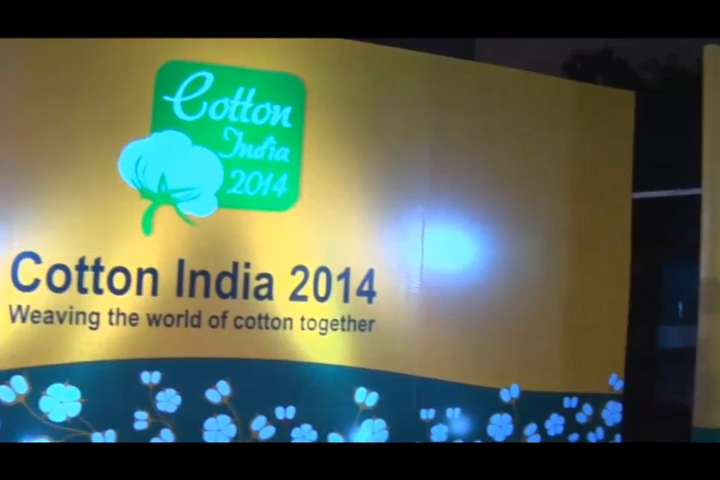 Cotton
India
2014
Cotton India 2014
Weaving the world of cotton together